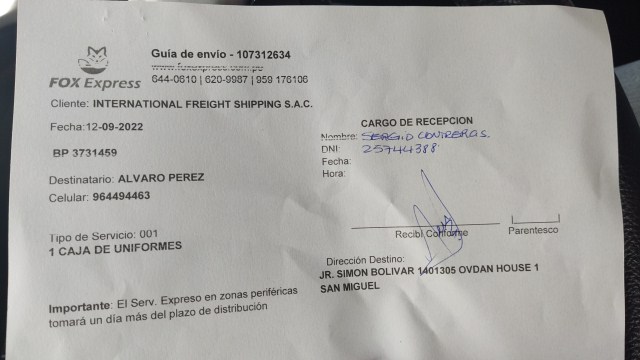 FOX Express
Guía de envío - 107312634
www.foxexpress.com.pe
644-0610 | 620-9987 | 959 176106
Cliente: INTERNATIONAL FREIGHT SHIPPING S.A.C.
Fecha:12-09-2022
BP 3731459
Destinatario: ALVARO PEREZ
Celular: 964494463
Tipo de Servicio: 001
1 CAJA DE UNIFORMES
Importante: El Serv. Expreso en zonas periféricas
tomará un día más del plazo de distribución
CARGO DE RECEPCION
Nombre: SERGIO CONTRERAS.
DNI: 25744388
Fecha:
Hora:
Recibí Conforme
Parentesco
Dirección Destino:
JR. SIMON BOLIVAR 1401305 OVDAN HOUSE 1
SAN MIGUEL